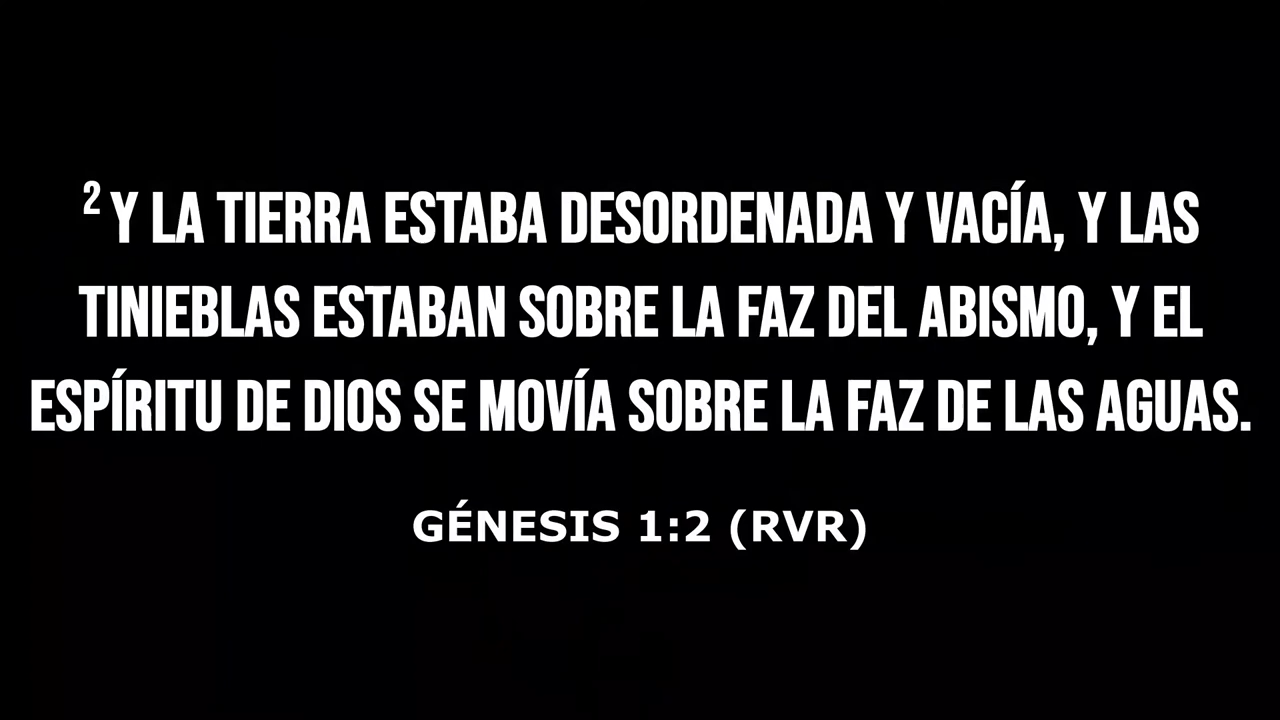 ² Y LA TIERRA ESTABA DESORDENADA Y VACÍA, Y LAS
TINIEBLAS ESTABAN SOBRE LA FAZ DEL ABISMO, Y EL
ESPÍRITU DE DIOS SE MOVÍA SOBRE LA FAZ DE LAS AGUAS.
GÉNESIS 1:2 (RVR)